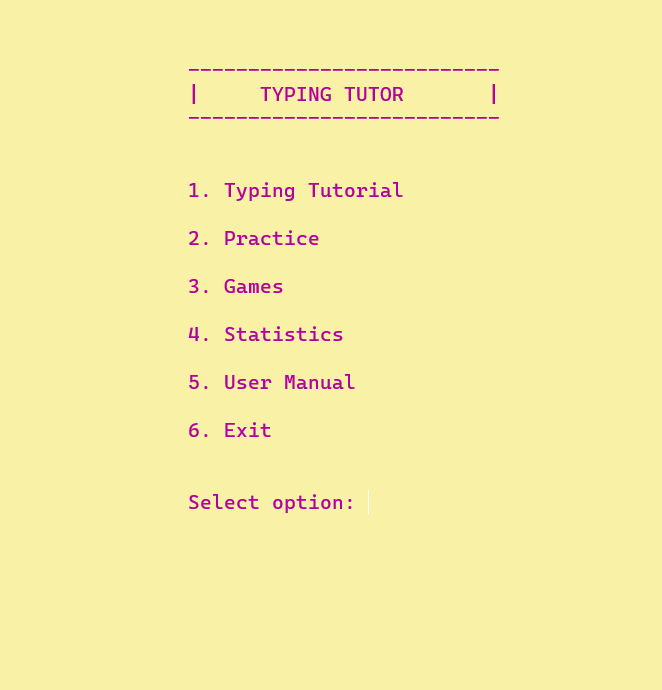 --------------------------
|     TYPING TUTOR       |
--------------------------
1. Typing Tutorial
2. Practice
3. Games
4. Statistics
5. User Manual
6. Exit
Select option: